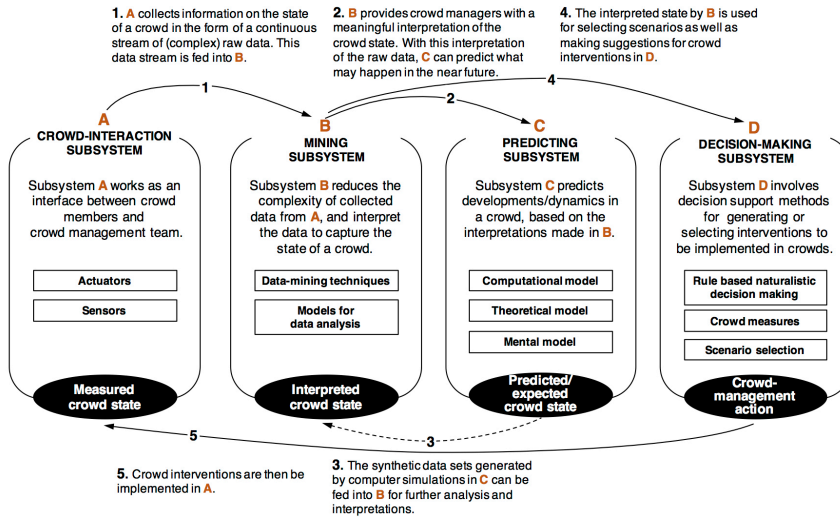 1. A collects information on the state
of a crowd in the form of a continuous
stream of (complex) raw data. This
data stream is fed into B.
2. B provides crowd managers with a
meaningful interpretation of the
crowd state. With this interpretation
of the raw data, C can predict what
may happen in the near future.
4. The interpreted state by B is used
for selecting scenarios as well as
making suggestions for crowd
interventions in D.
1
2
4
A
CROWD-INTERACTION
SUBSYSTEM
Subsystem A works as an
interface between crowd
members and
crowd management team.
Actuators
Sensors
Measured
crowd state
B
MINING
SUBSYSTEM
Subsystem B reduces the
complexity of collected
data from A, and interpret
the data to capture the
state of a crowd.
Data-mining techniques
Models for
data analysis
Interpreted
crowd state
C
PREDICTING
SUBSYSTEM
Subsystem C predicts
developments/dynamics in
a crowd, based on the
interpretations made in B.
Computational model
Theoretical model
Mental model
Predicted/
expected
crowd state
D
DECISION-MAKING
SUBSYSTEM
Subsystem D involves
decision support methods
for generating or
selecting interventions to
be implemented in crowds.
Rule based naturalistic
decision making
Crowd measures
Scenario selection
Crowd-
management
action
5
3
5. Crowd interventions are then be
implemented in A.
3. The synthetic data sets generated
by computer simulations in C can be
fed into B for further analysis and
interpretations.